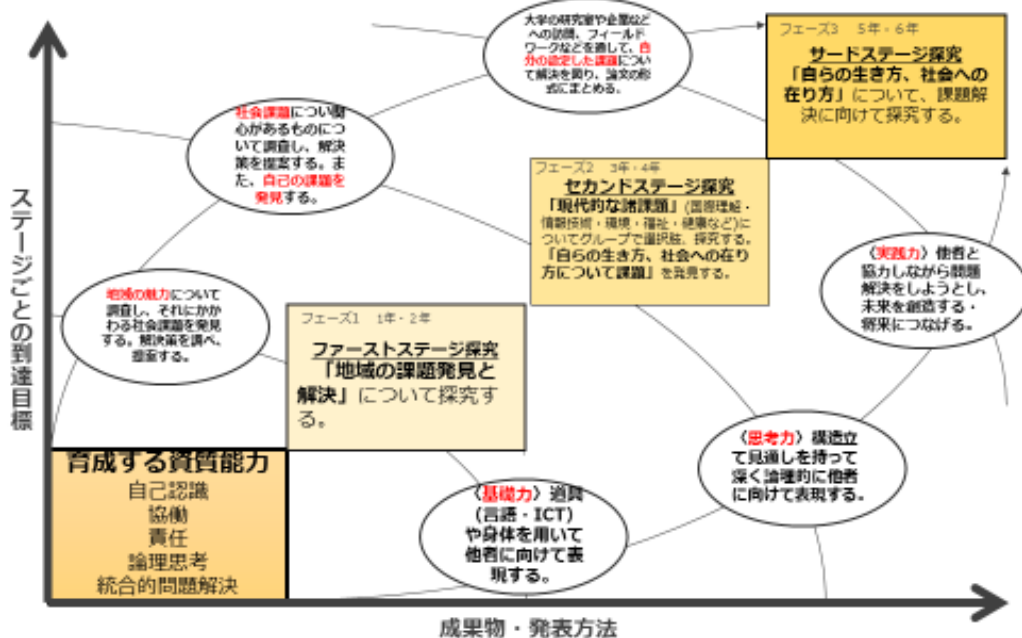 大学の研究室や企業など
への訪問、フィールド
ワークなどを通して、自
分の設定した課題につい
て解決を図り、論文の形
式にまとめる。
フェーズ3 5年・6年
サードステージ探究
「自らの生き方、社会への
在り方」について、課題解
決に向けて探究する。
社会課題につい関
心があるものにつ
いて調査し、解決
策を提案する。ま
た、自己の課題を
発見する。
フェーズ2 3年・4年
セカンドステージ探究
「現代的な諸課題」(国際理解・
情報技術・環境・福祉・健康など)に
ついてグループで選択肢、探究する。
「自らの生き方、社会への在り
方について課題」を発見する。
〈実践力〉他者と
協力しながら問題
解決をしようとし、
未来を創造する・
将来につなげる。
地域の魅力について
調査し、それにかか
わる社会課題を発見
する。解決策を調べ、
提案する。
フェーズ1 1年・2年
ファーストステージ探究
「地域の課題発見と
解決」について探究す
る。
〈思考力〉構造立
て見通しを持って
深く論理的に他者
に向けて表現する。
育成する資質能力
自己認識
協働
責任
論理思考
統合的問題解決
〈基礎力〉道具
(言語・ICT)
や身体を用いて
他者に向けて表
現する。
ステージごとの到達目標
成果物・発表方法